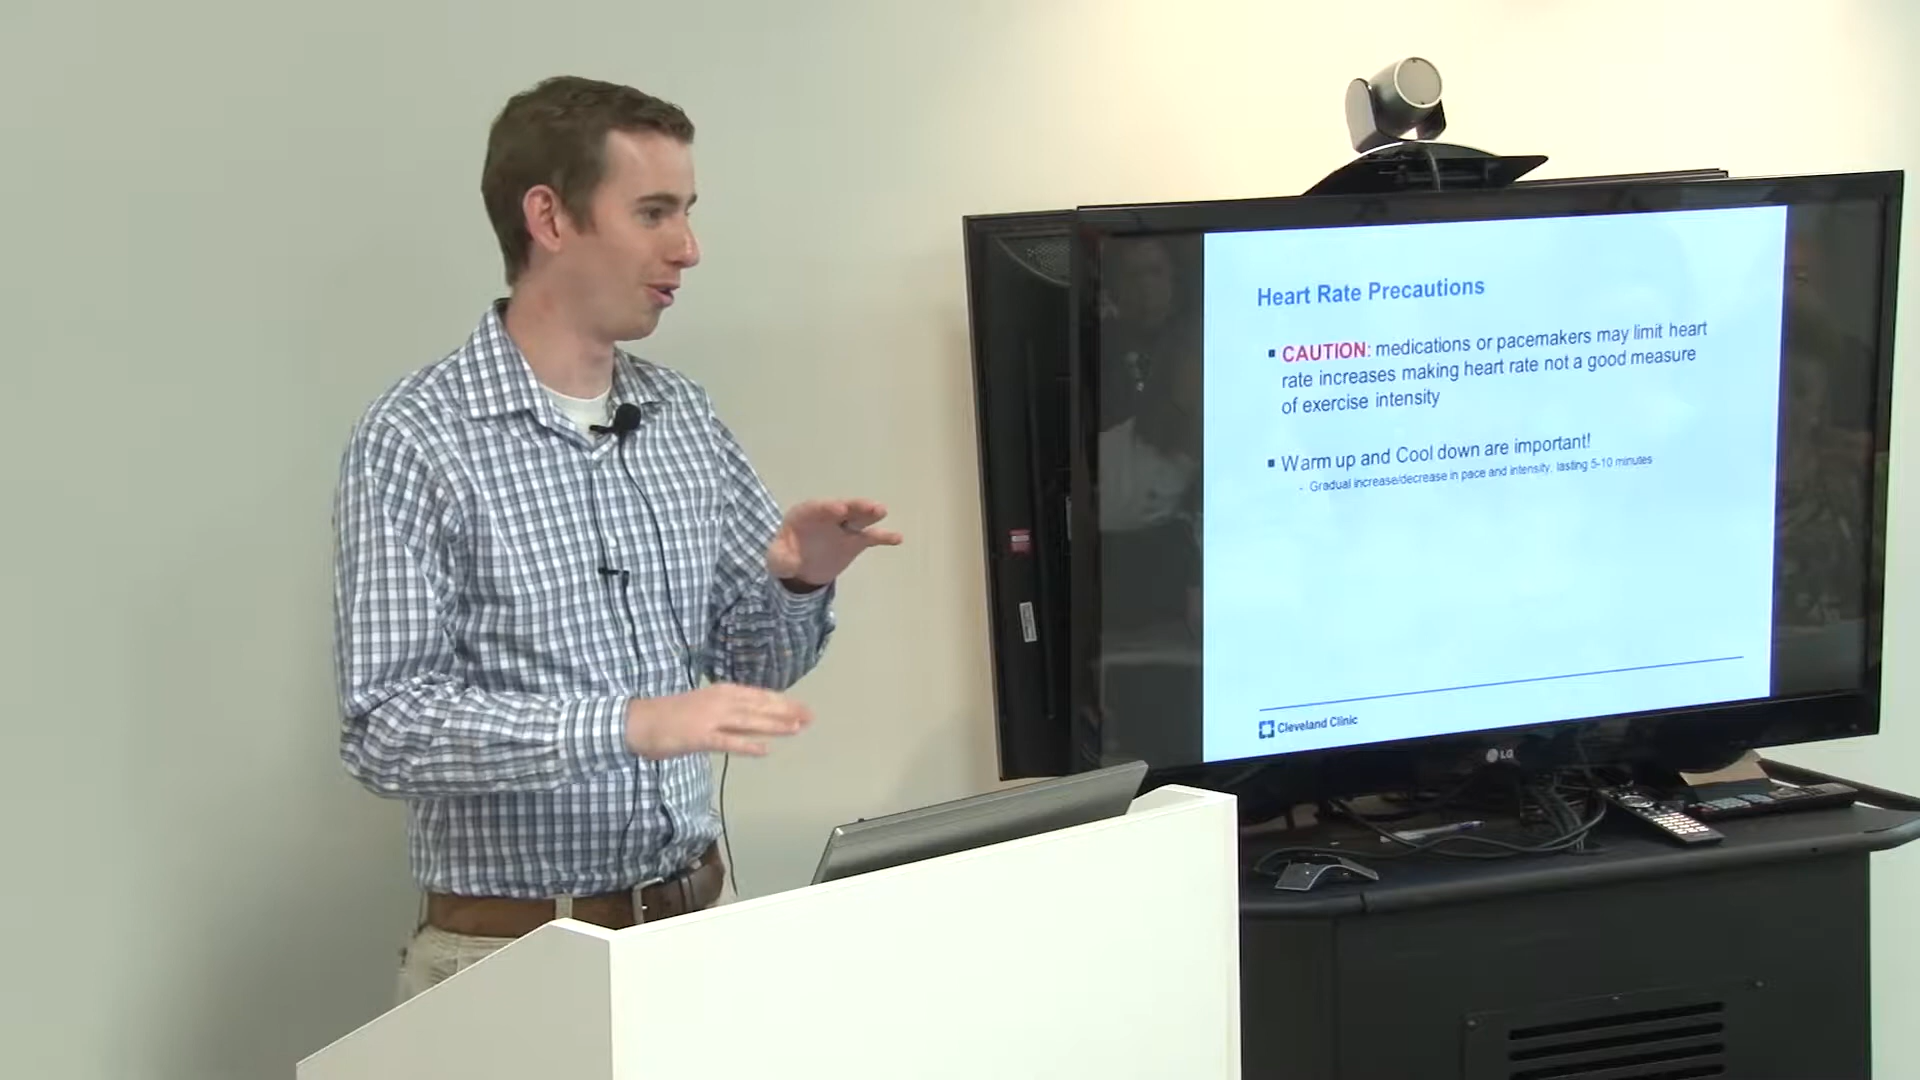 Heart Rate Precautions
▪ CAUTION: medications or pacemakers may limit heart
rate increases making heart rate not a good measure
of exercise intensity
▪ Warm up and Cool down are important!
- Gradual increase/decrease in pace and intensity, lasting 5-10 minutes
Cleveland Clinic
LG